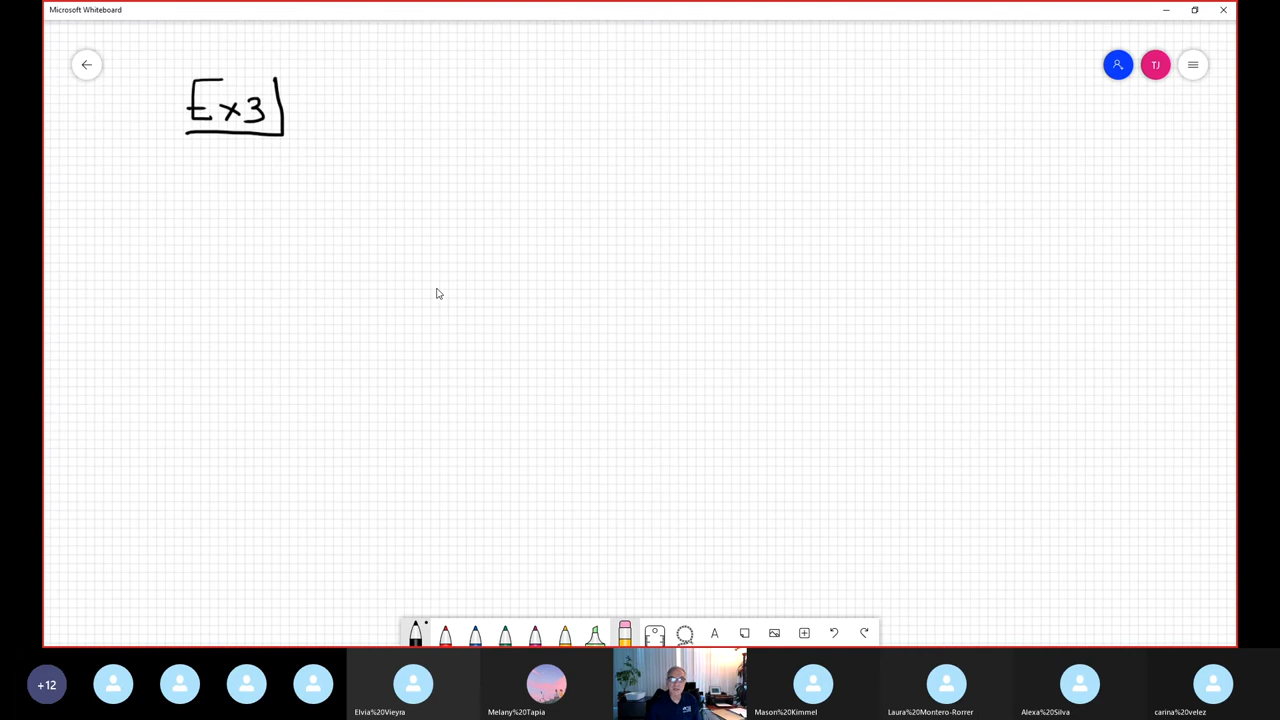 Microsoft Whiteboard
TJ
Ex3
A
+12
Elvia%20Vieyra
Melany%20Tapia
Mason%20Kimmel
Laura%20Montero-Rorrer
Alexa%20Silva
carina%20velez